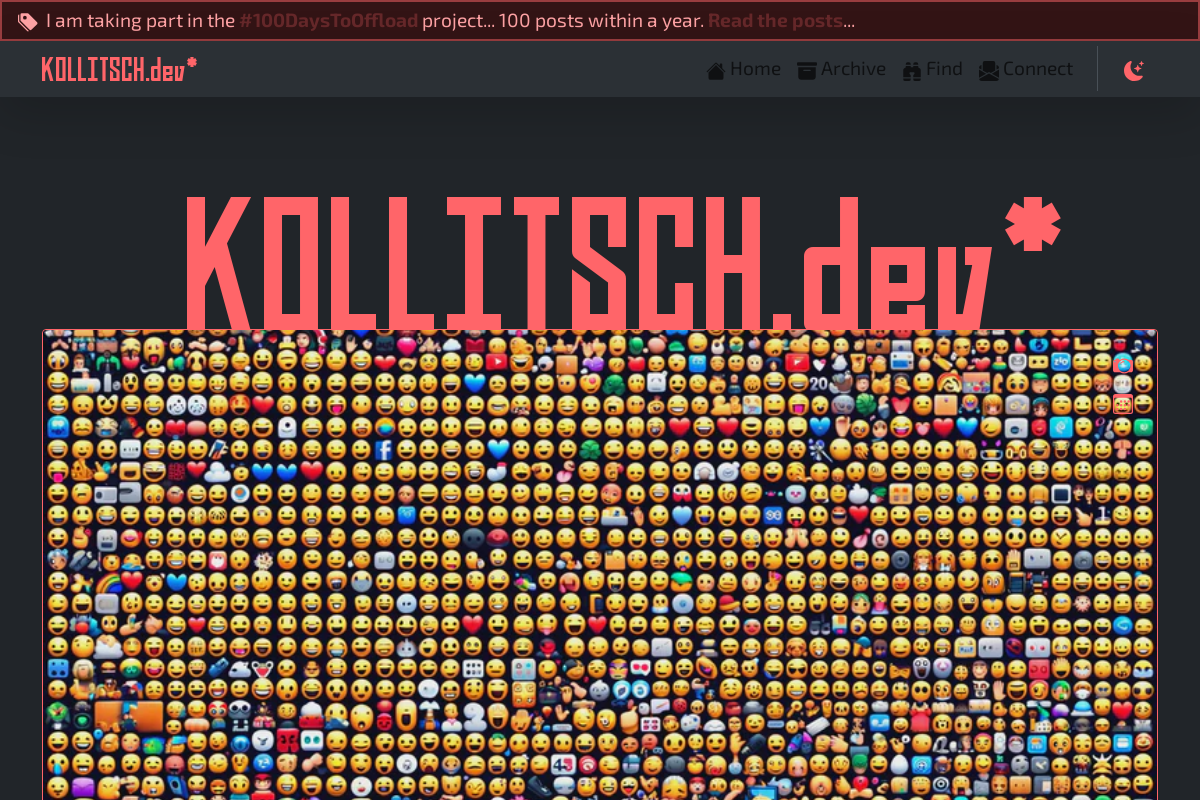 I am taking part in the #100DaysToOffload project... 100 posts within a year. Read the posts...
KOLLITSCH.dev*
Home Archive Find Connect
KOLLITSCH.dev*